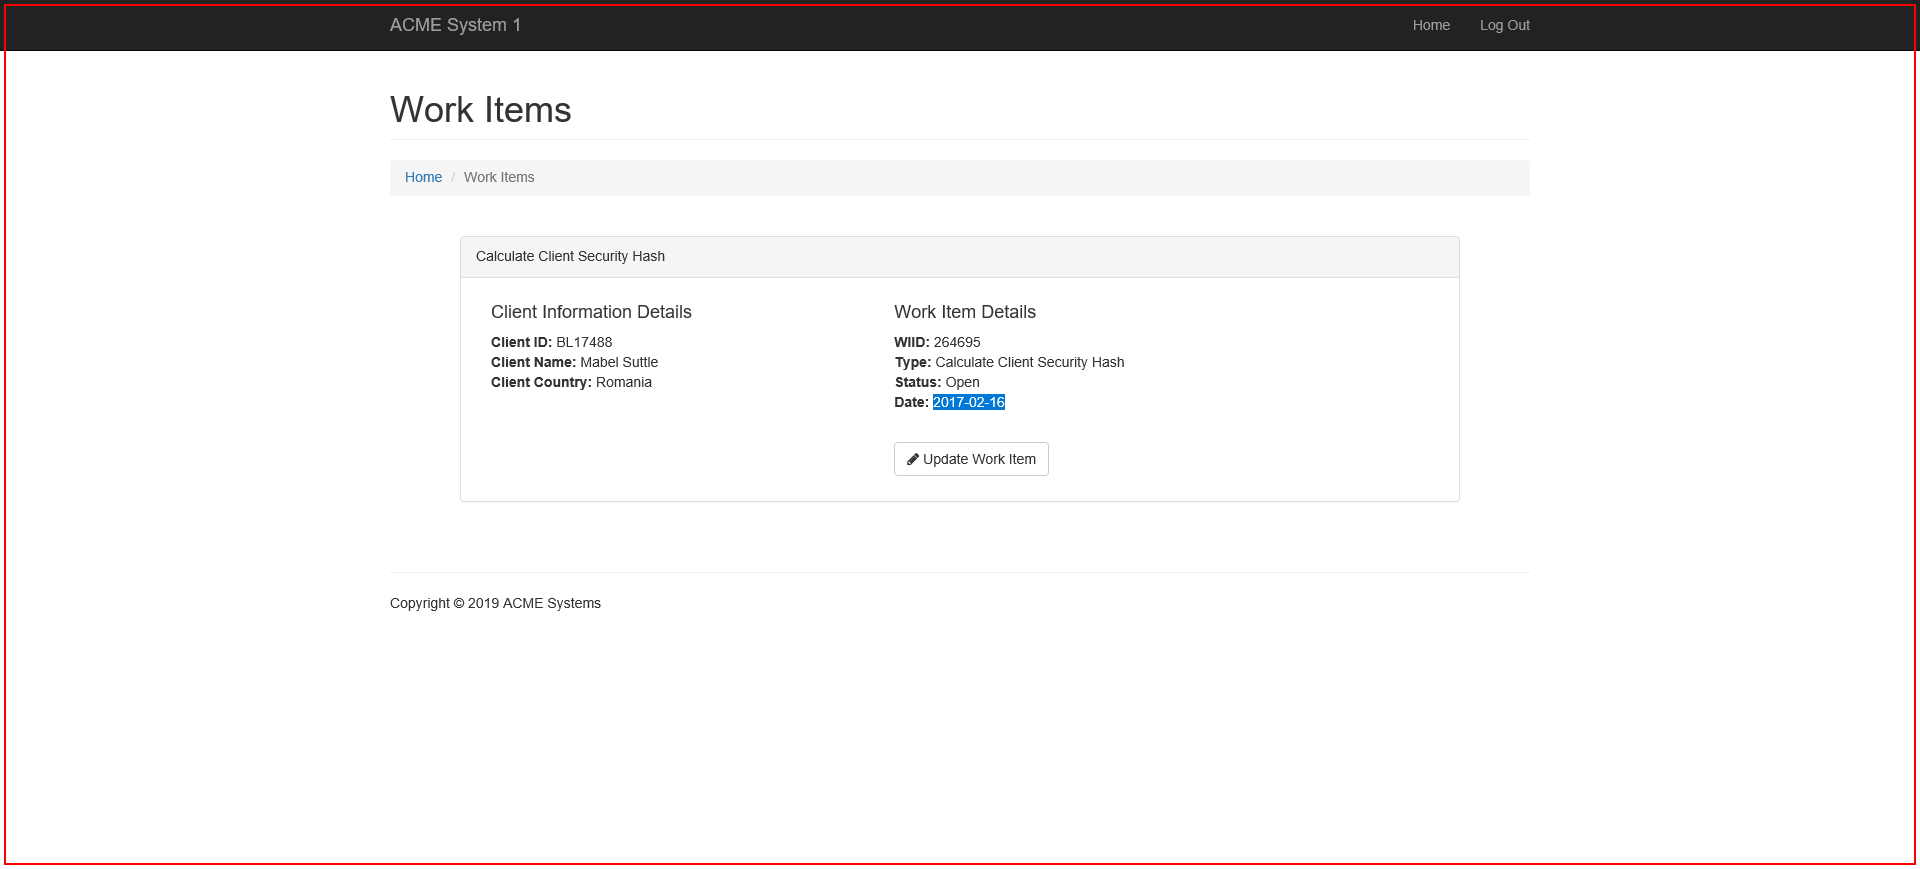 ACME System 1
Home
Log Out
Work Items
Home / Work Items
Calculate Client Security Hash
Client Information Details
Client ID: BL17488
Client Name: Mabel Suttle
Client Country: Romania
Work Item Details
WIID: 264695
Type: Calculate Client Security Hash
Status: Open
Date: 2017-02-16
Update Work Item
Copyright © 2019 ACME Systems